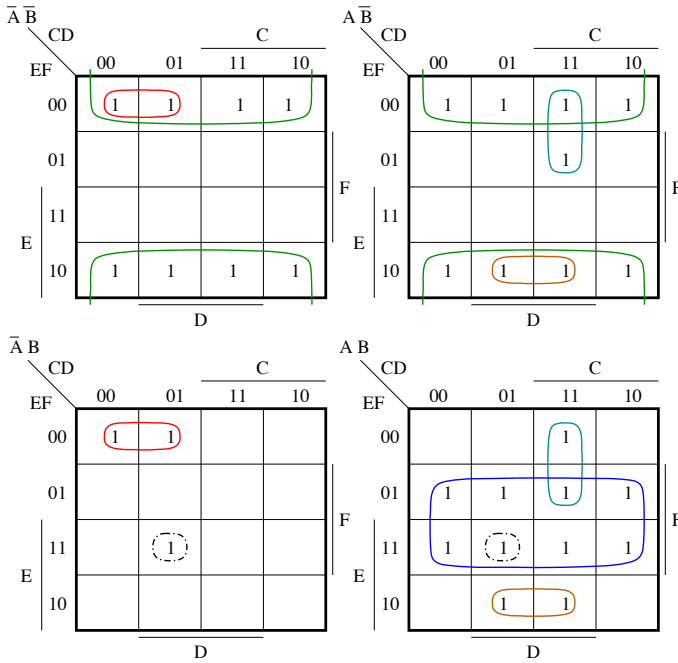 A̅ B̅ A B̅
CD C CD C
EF 00 01 11 10 EF 00 01 11 10
00 1 1 1 1 00 1 1 1 1
01 01 1
F F
11 11
E E
10 1 1 1 1 10 1 1 1 1
D D
A̅ B A B
CD C CD C
EF 00 01 11 10 EF 00 01 11 10
00 1 1 00 1
01 01 1 1 1 1
F F
11 1 11 1 1 1 1
E E
10 10 1 1
D D